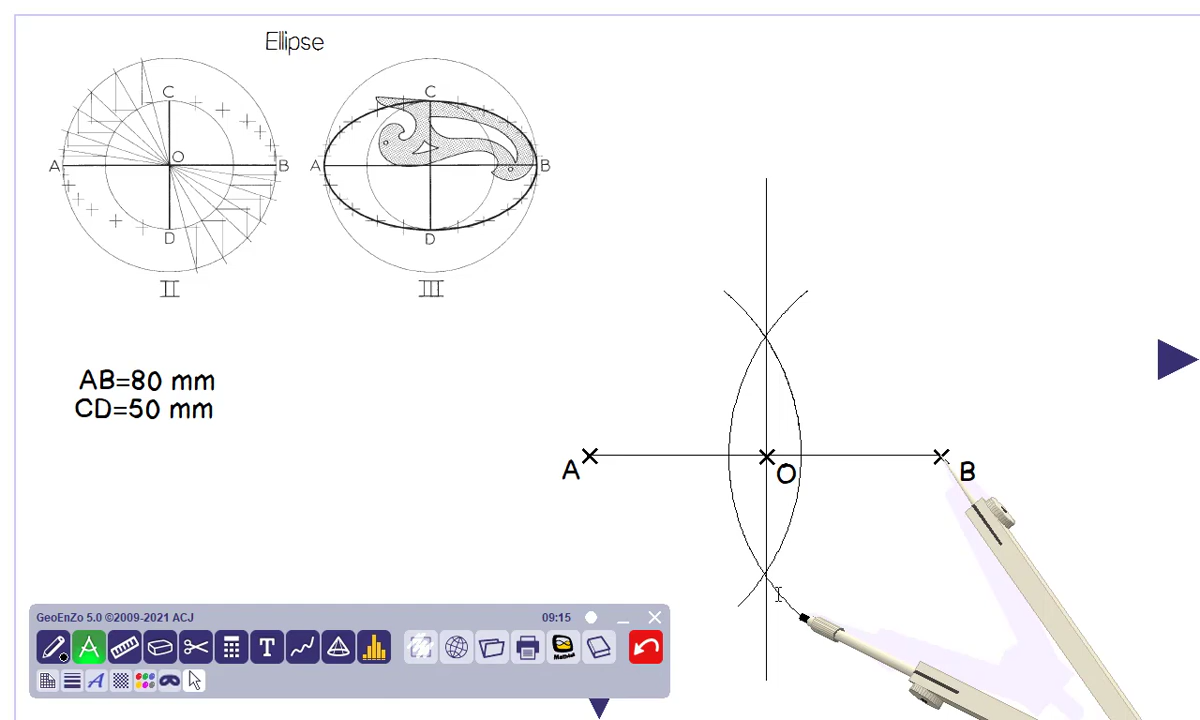 Ellipse
C
O
A
B
D
II
C
A
B
D
III
AB=80 mm
CD=50 mm
A
O
B
GeoEnZo 5.0 ©2009-2021 ACJ
09:15
T
A